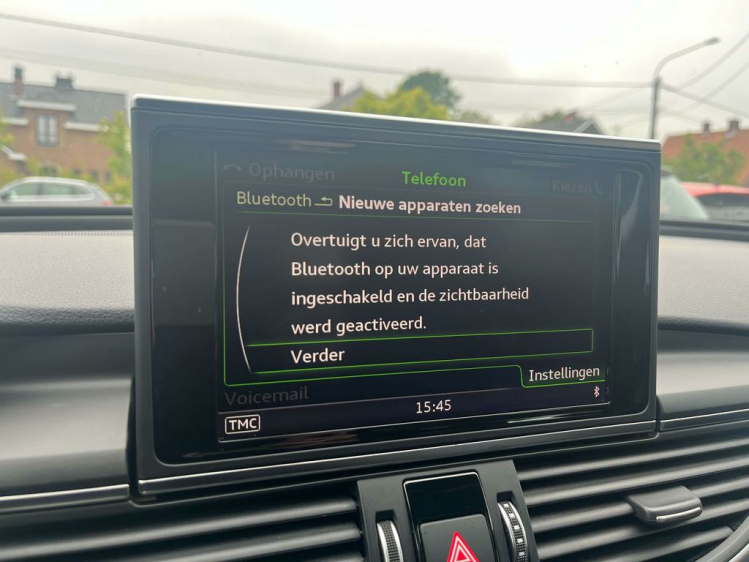 Ophangen
Telefoon
Kiezen
Bluetooth Nieuwe apparaten zoeken
Overtuigt u zich ervan, dat
Bluetooth op uw apparaat is
ingeschakeld en de zichtbaarheid
werd geactiveerd.
Verder
Instellingen
Voicemail
TMC
15:45